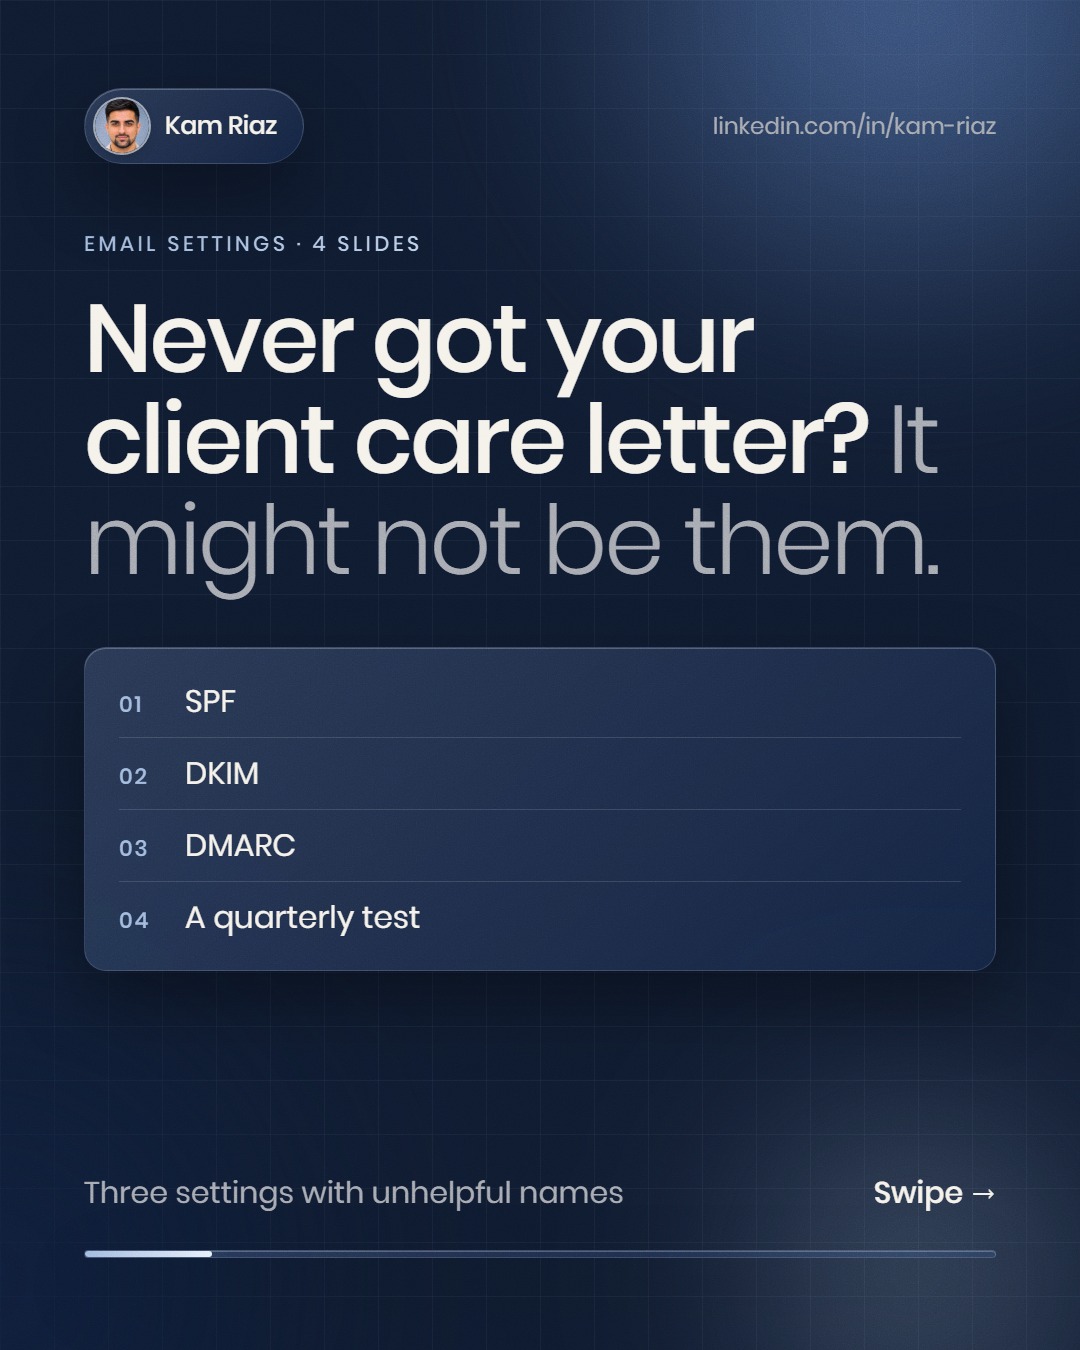 Kam Riaz
linkedin.com/in/kam-riaz
EMAIL SETTINGS · 4 SLIDES
Never got your
client care letter? It
might not be them.
01 SPF
02 DKIM
03 DMARC
04 A quarterly test
Three settings with unhelpful names
Swipe →